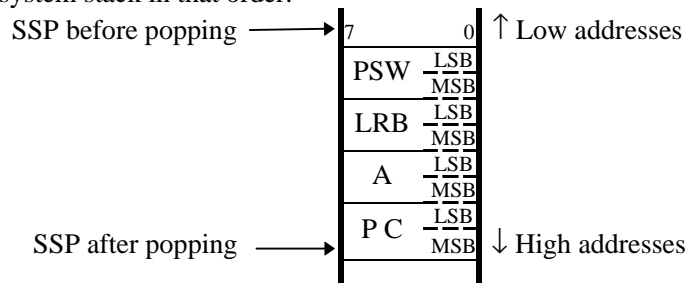 system stack in that order.
SSP before popping 7 0 ↑ Low addresses
PSW LSB
MSB
LRB LSB
MSB
A LSB
MSB
P C LSB
SSP after popping MSB ↓ High addresses